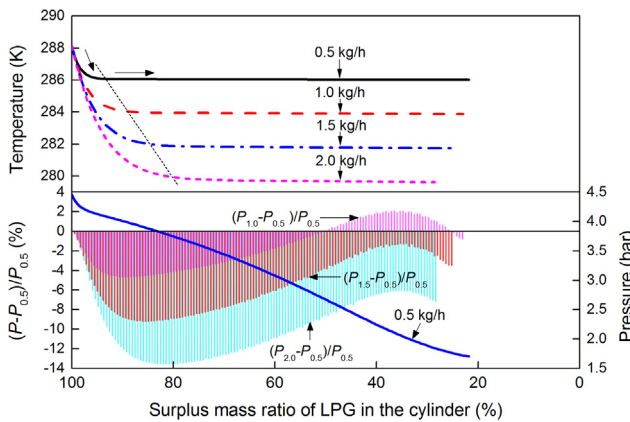 290
288
286
284
282
280
Temperature (K)
0.5 kg/h
1.0 kg/h
1.5 kg/h
2.0 kg/h
4
2
0
-2
-4
-6
-8
-10
-12
-14
(P-P0.5)/P0.5 (%)
(P1.0-P0.5 )/P0.5
(P1.5-P0.5)/P0.5
(P2.0-P0.5)/P0.5
0.5 kg/h
4.5
4.0
3.5
3.0
2.5
2.0
1.5
Pressure (bar)
100 80 60 40 20 0
Surplus mass ratio of LPG in the cylinder (%)